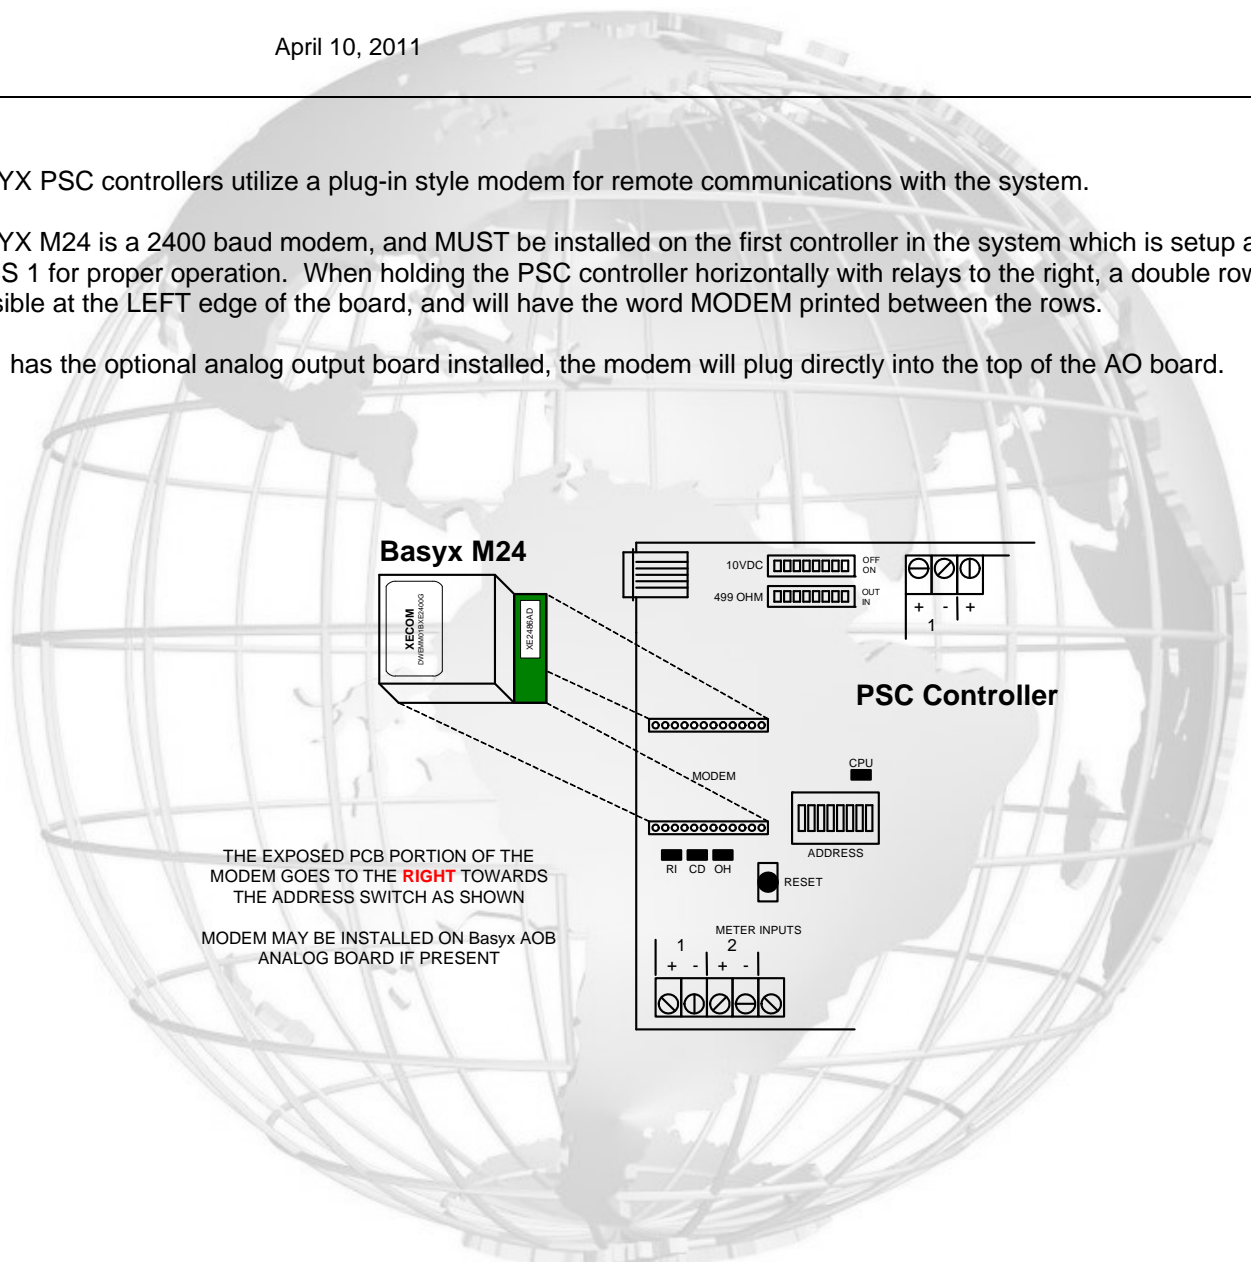 April 10, 2011
YX PSC controllers utilize a plug-in style modem for remote communications with the system.
YX M24 is a 2400 baud modem, and MUST be installed on the first controller in the system which is setup a
S 1 for proper operation.  When holding the PSC controller horizontally with relays to the right, a double row
sible at the LEFT edge of the board, and will have the word MODEM printed between the rows.
has the optional analog output board installed, the modem will plug directly into the top of the AO board.
Basyx M24
XECOM
DWEMM01BXE2400G
XE2486AD
10VDC
OFF
ON
499 OHM
OUT
IN
+ - +
1
PSC Controller
MODEM
CPU
ADDRESS
RI CD OH
RESET
THE EXPOSED PCB PORTION OF THE
MODEM GOES TO THE RIGHT TOWARDS
THE ADDRESS SWITCH AS SHOWN
MODEM MAY BE INSTALLED ON Basyx AOB
ANALOG BOARD IF PRESENT
METER INPUTS
1 2
+ - + -